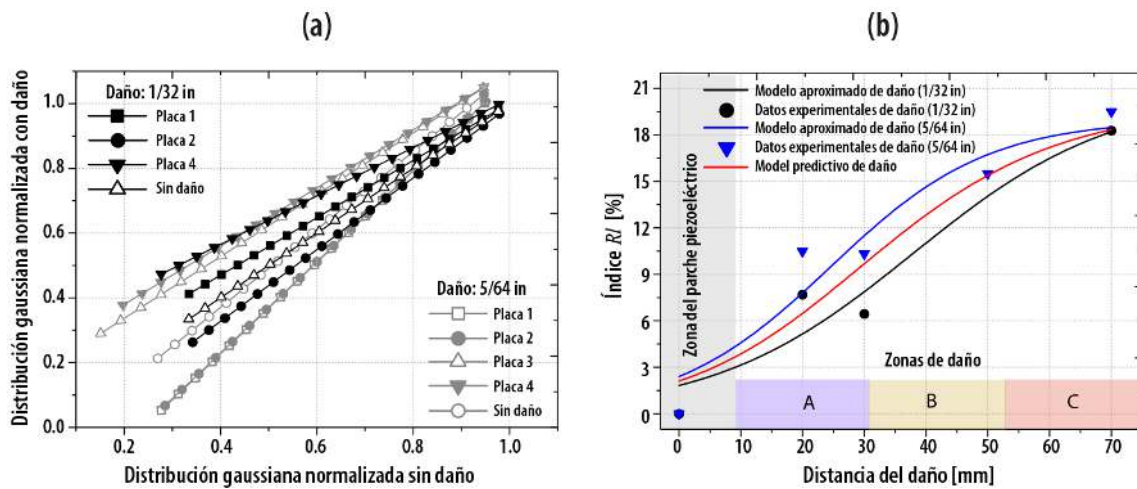 (a)
Distribución gaussiana normalizada con daño
1.0
0.8
0.6
0.4
0.2
0.0
Daño: 1/32 in
Placa 1
Placa 2
Placa 4
Sin daño
Daño: 5/64 in
Placa 1
Placa 2
Placa 3
Placa 4
Sin daño
0.2 0.4 0.6 0.8 1.0
Distribución gaussiana normalizada sin daño
(b)
Índice RI [%]
21
18
15
12
9
6
3
0
Modelo aproximado de daño (1/32 in)
Datos experimentales de daño (1/32 in)
Modelo aproximado de daño (5/64 in)
Datos experimentales de daño (5/64 in)
Model predictivo de daño
Zona del parche piezoeléctrico
Zonas de daño
A B C
0 10 20 30 40 50 60 70
Distancia del daño [mm]